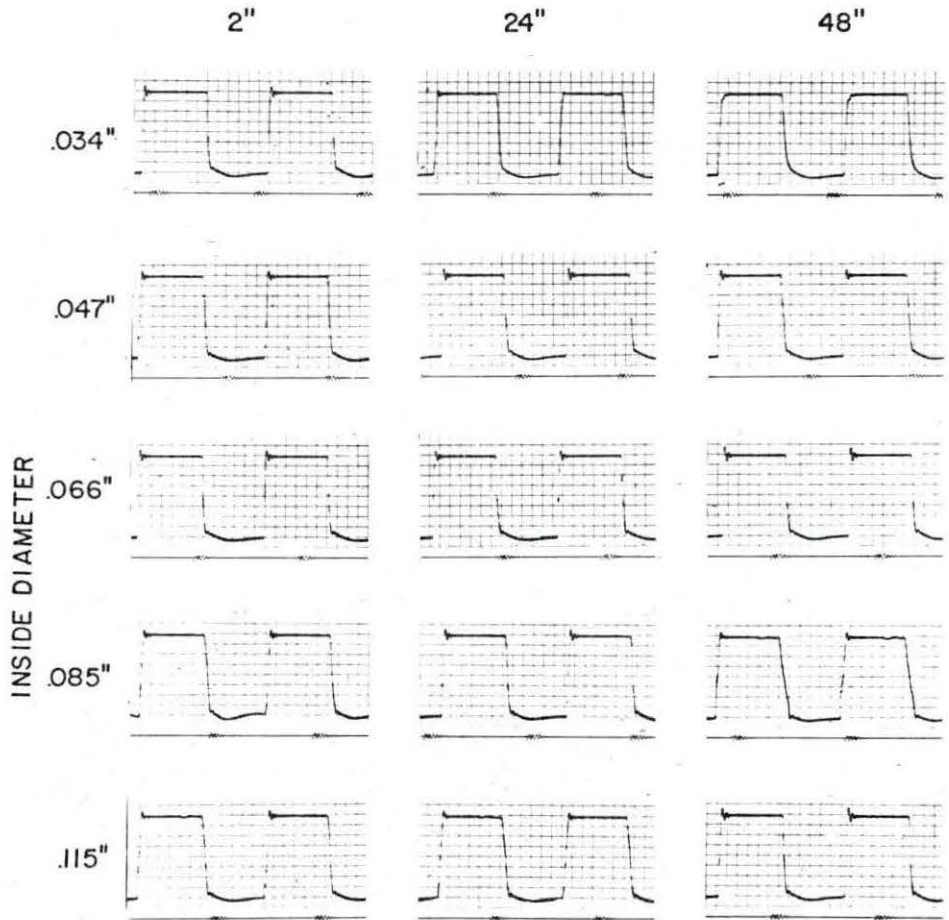 2" 24" 48"
.034"
.047"
.066"
.085"
.115"
INSIDE DIAMETER